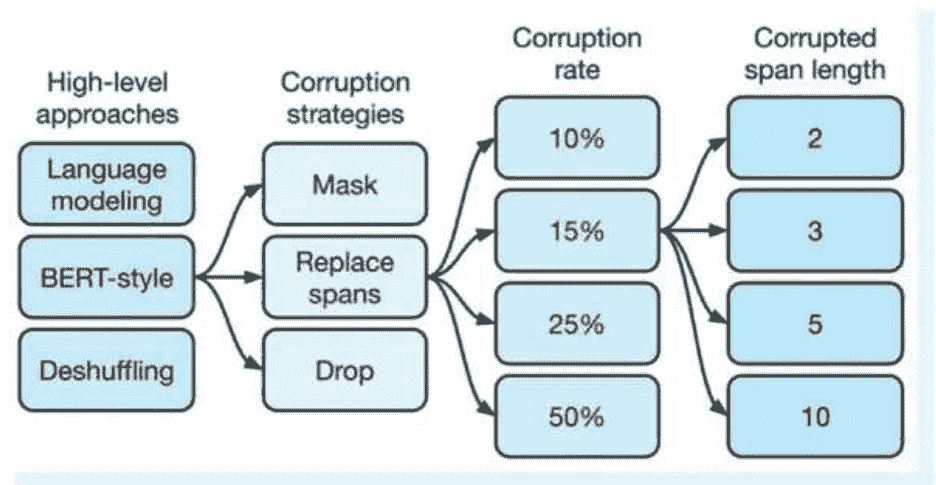 High-level
approaches
Language
modeling
BERT-style
Deshuffling
Corruption
strategies
Mask
Replace
spans
Drop
Corruption
rate
10%
15%
25%
50%
Corrupted
span length
2
3
5
10